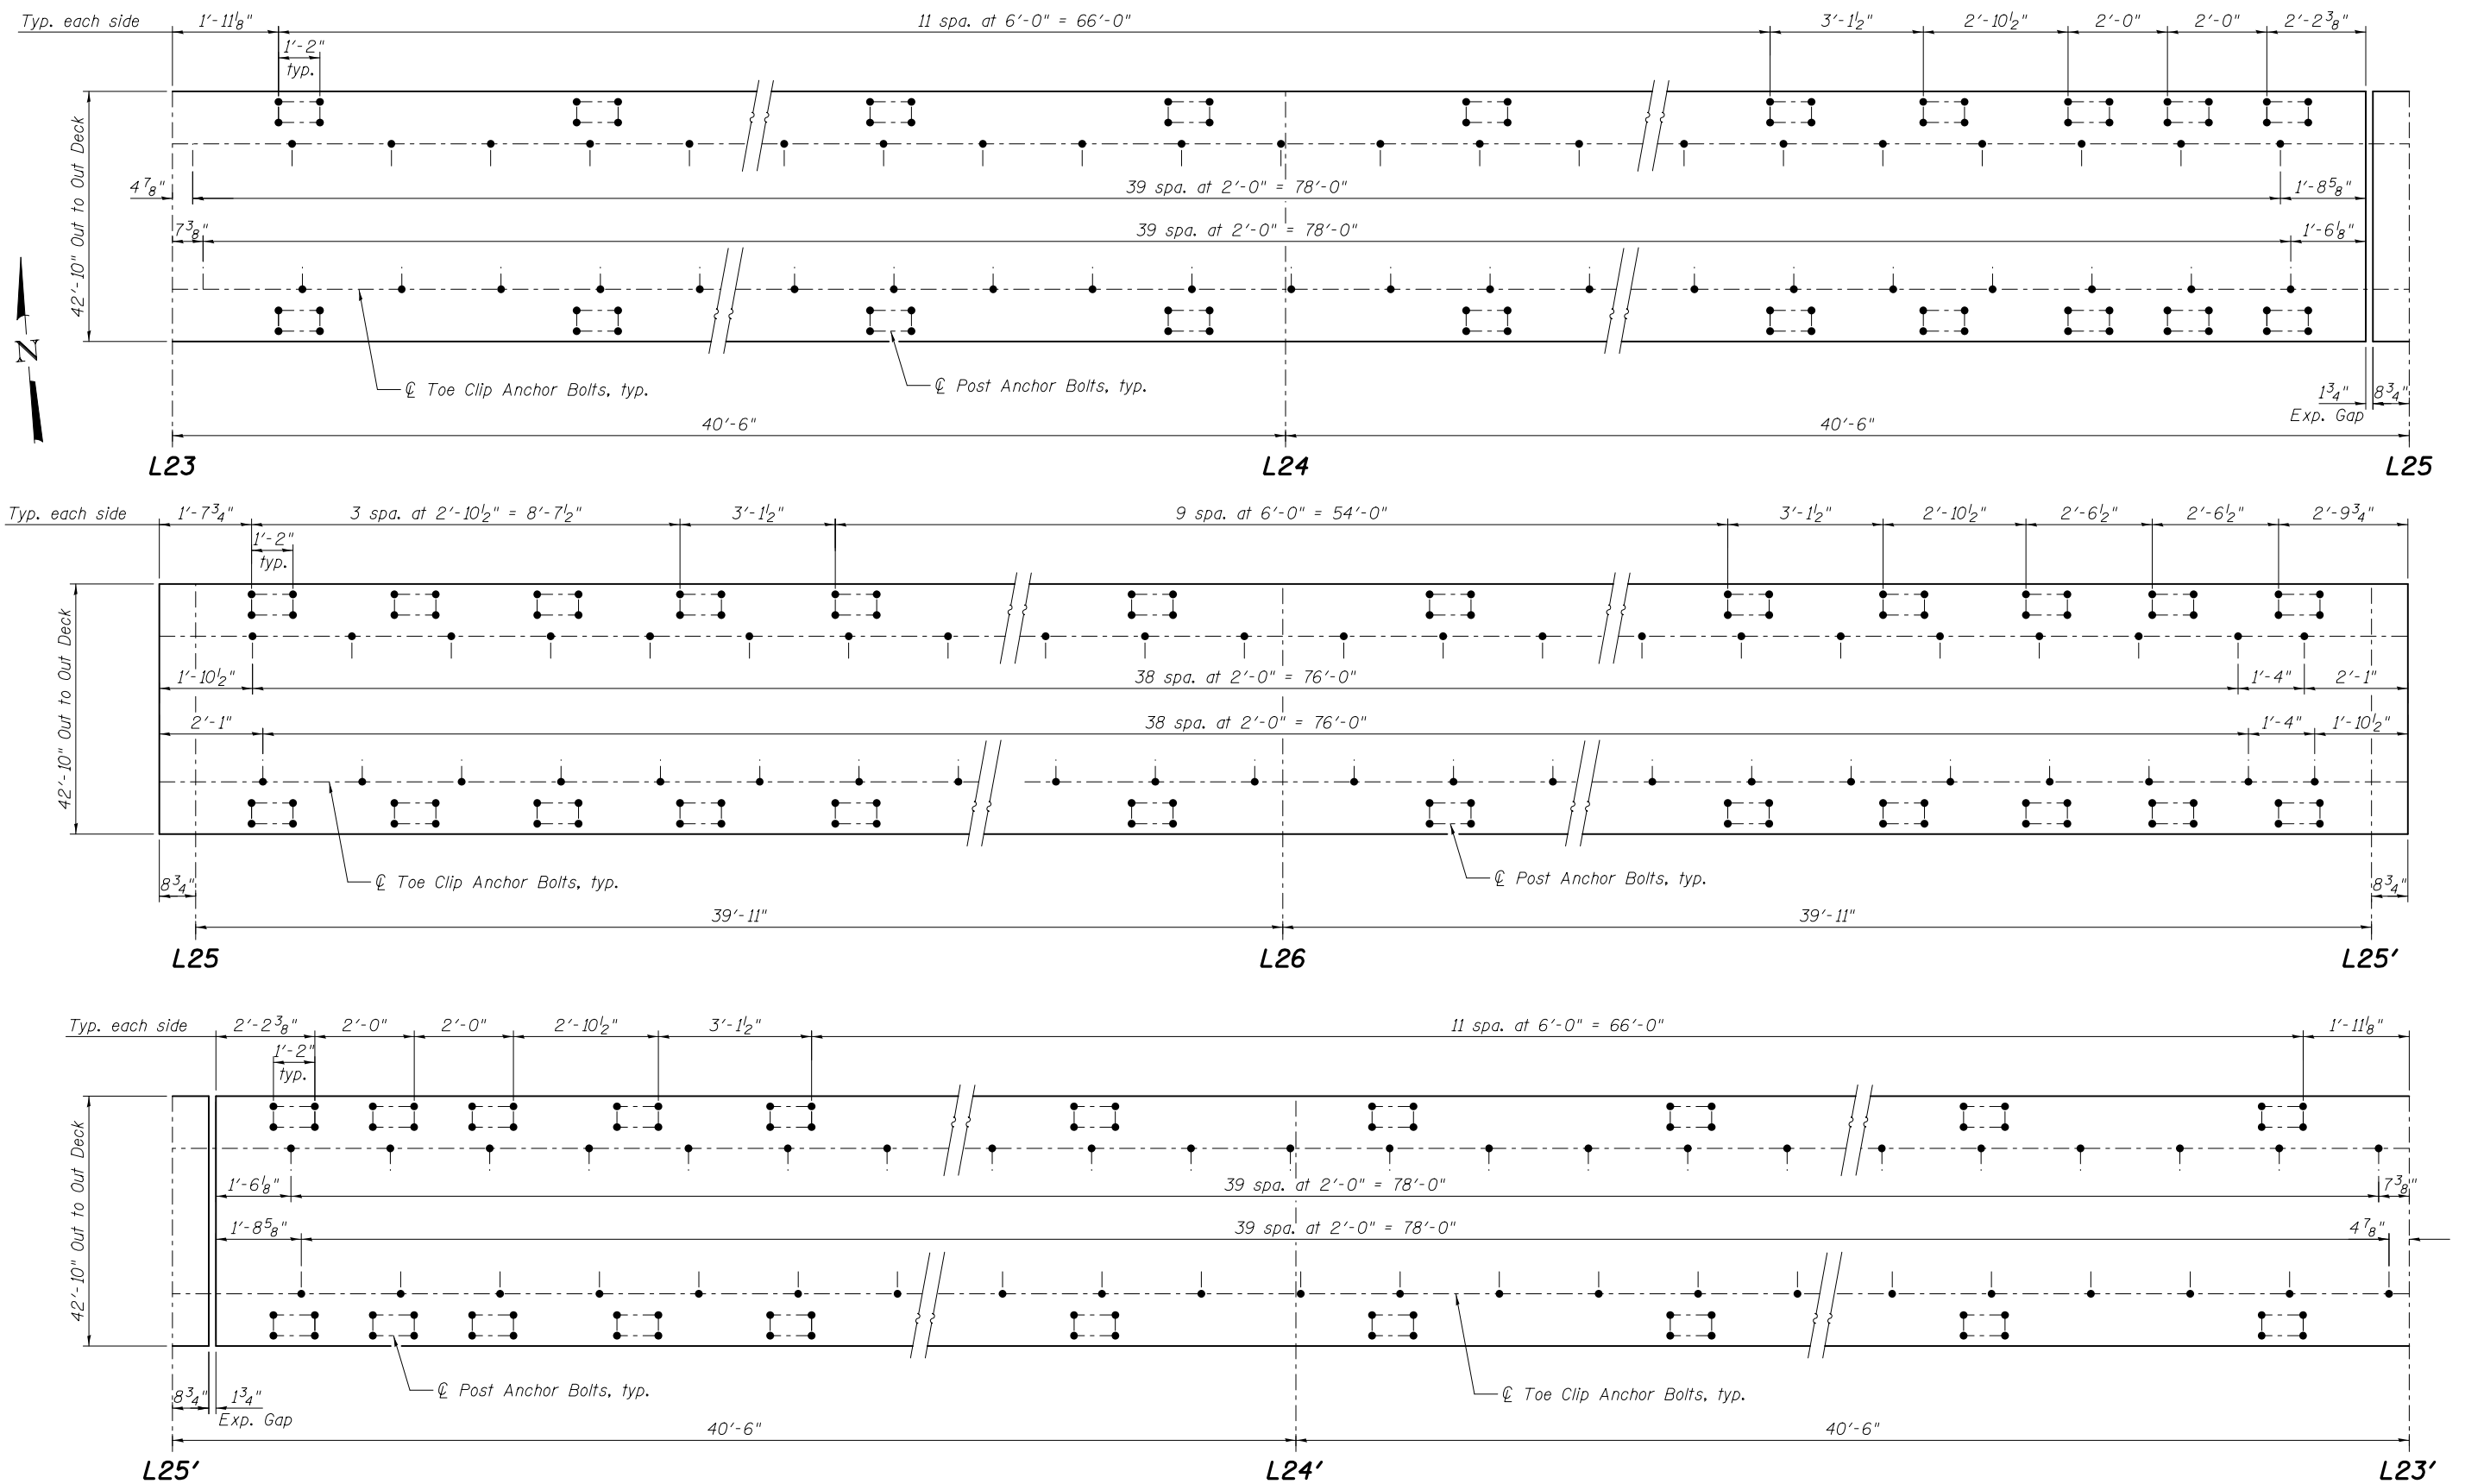 Typ. each side 1'-11 1/8" 11 spa. at 6'-0" = 66'-0" 3'-1 1/2" 2'-10 1/2" 2'-0" 2'-0" 2'-2 3/8"
1'-2"
typ.
42'-10" Out to Out Deck
4 7/8" 39 spa. at 2'-0" = 78'-0" 1'-8 5/8"
7 3/8" 39 spa. at 2'-0" = 78'-0" 1'-6 1/8"
N
℄ Toe Clip Anchor Bolts, typ. ℄ Post Anchor Bolts, typ.
1 3/4" 8 3/4"
Exp. Gap
40'-6" 40'-6"
L23 L24 L25
Typ. each side 1'-7 3/4" 3 spa. at 2'-10 1/2" = 8'-7 1/2" 3'-1 1/2" 9 spa. at 6'-0" = 54'-0" 3'-1 1/2" 2'-10 1/2" 2'-6 1/2" 2'-6 1/2" 2'-9 3/4"
1'-2"
typ.
42'-10" Out to Out Deck
1'-10 1/2" 38 spa. at 2'-0" = 76'-0" 1'-4" 2'-1"
2'-1" 38 spa. at 2'-0" = 76'-0" 1'-4" 1'-10 1/2"
℄ Toe Clip Anchor Bolts, typ. ℄ Post Anchor Bolts, typ.
8 3/4" 8 3/4"
39'-11" 39'-11"
L25 L26 L25'
Typ. each side 2'-2 3/8" 2'-0" 2'-0" 2'-10 1/2" 3'-1 1/2" 11 spa. at 6'-0" = 66'-0" 1'-11 1/8"
1'-2"
typ.
42'-10" Out to Out Deck
1'-6 1/8" 39 spa. at 2'-0" = 78'-0" 7 3/8"
1'-8 5/8" 39 spa. at 2'-0" = 78'-0" 4 7/8"
℄ Post Anchor Bolts, typ. ℄ Toe Clip Anchor Bolts, typ.
8 3/4" 1 3/4"
Exp. Gap
40'-6" 40'-6"
L25' L24' L23'